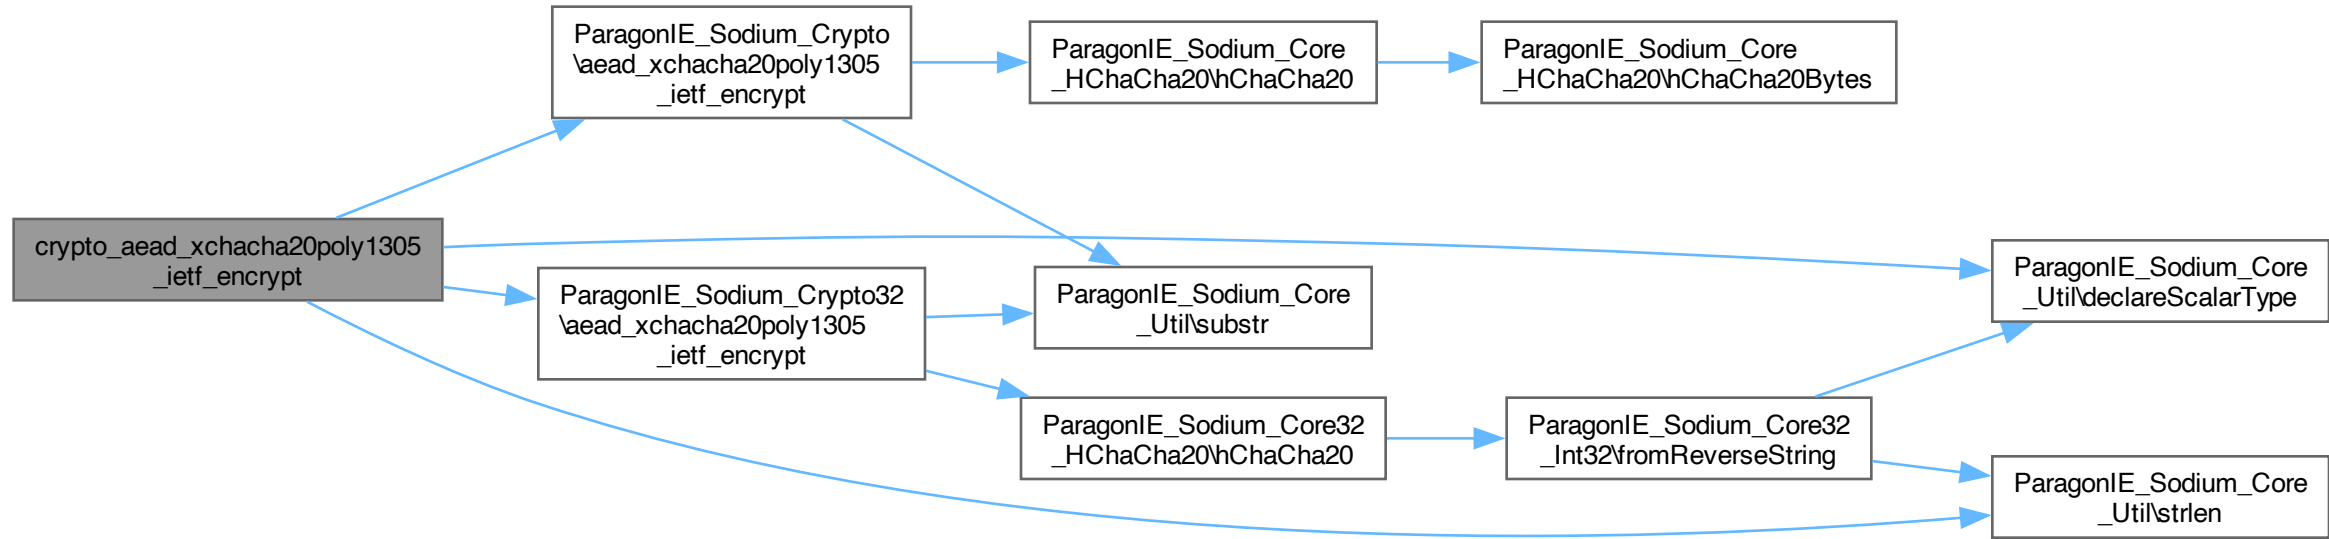 ParagonIE_Sodium_Crypto
\aead_xchacha20poly1305
_ietf_encrypt
ParagonIE_Sodium_Core
_HChaCha20\hChaCha20
ParagonIE_Sodium_Core
_HChaCha20\hChaCha20Bytes
crypto_aead_xchacha20poly1305
_ietf_encrypt
ParagonIE_Sodium_Crypto32
\aead_xchacha20poly1305
_ietf_encrypt
ParagonIE_Sodium_Core
_Util\substr
ParagonIE_Sodium_Core
_Util\declareScalarType
ParagonIE_Sodium_Core32
_HChaCha20\hChaCha20
ParagonIE_Sodium_Core32
_Int32\fromReverseString
ParagonIE_Sodium_Core
_Util\strlen